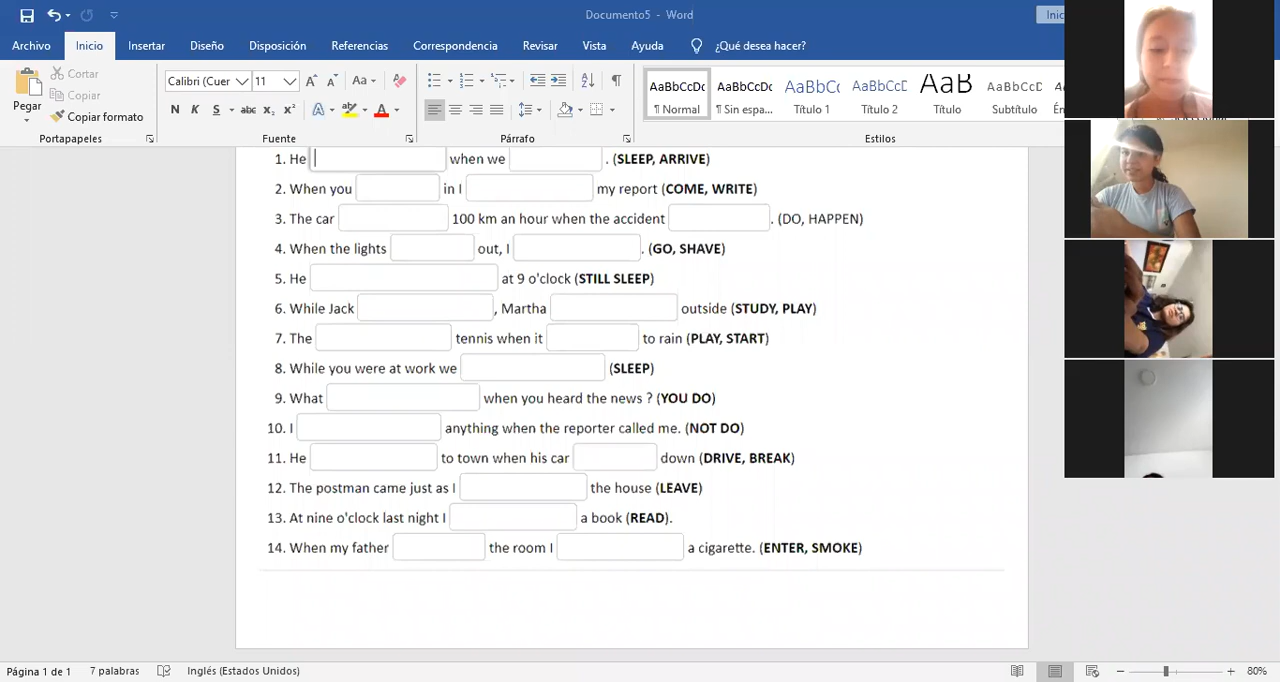 Documento5 - Word
Inic
Archivo Inicio Insertar Diseño Disposición Referencias Correspondencia Revisar Vista Ayuda ¿Qué desea hacer?
Pegar
Cortar
Copiar
Copiar formato
Portapapeles
Calibri (Cuer 11
Aa
N K S abc x₂ x²
Fuente
Párrafo
AaBbCcDc AaBbCcDc AaBbCc AaBbCcD AaB AaBbCcD
¶ Normal ¶ Sin espa... Título 1 Título 2 Título Subtítulo
Estilos
1. He when we . (SLEEP, ARRIVE)
2. When you in I my report (COME, WRITE)
3. The car 100 km an hour when the accident . (DO, HAPPEN)
4. When the lights out, I . (GO, SHAVE)
5. He at 9 o'clock (STILL SLEEP)
6. While Jack , Martha outside (STUDY, PLAY)
7. The tennis when it to rain (PLAY, START)
8. While you were at work we (SLEEP)
9. What when you heard the news ? (YOU DO)
10. I anything when the reporter called me. (NOT DO)
11. He to town when his car down (DRIVE, BREAK)
12. The postman came just as I the house (LEAVE)
13. At nine o'clock last night I a book (READ).
14. When my father the room I a cigarette. (ENTER, SMOKE)
Página 1 de 1 7 palabras Inglés (Estados Unidos) 80%